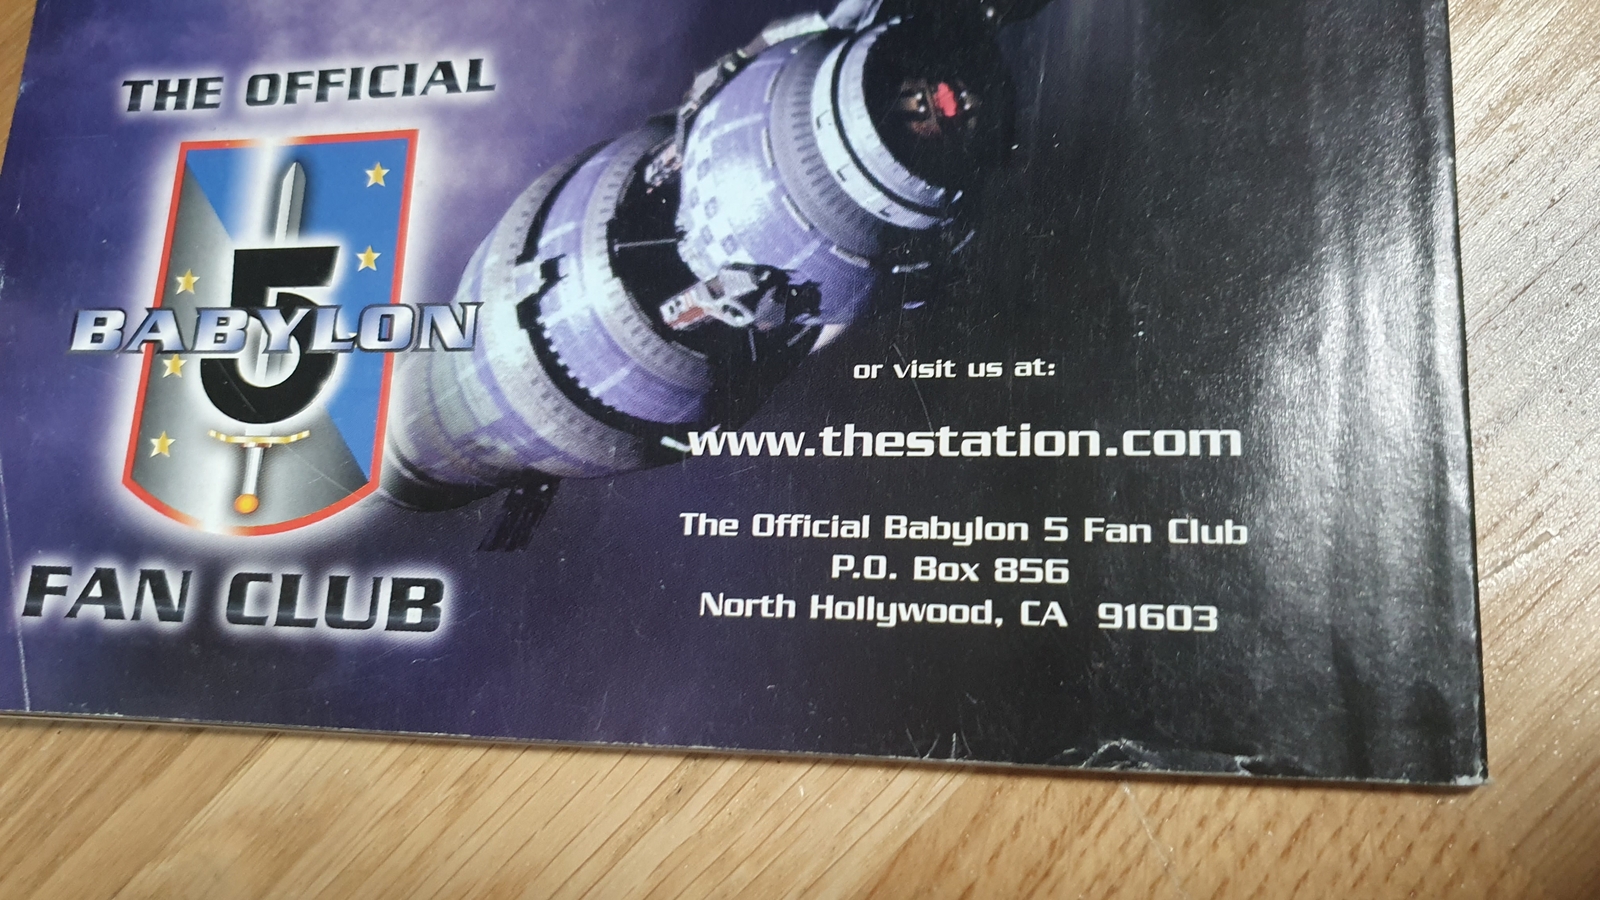 THE OFFICIAL
5
BABYLON
FAN CLUB
or visit us at:
www.thestation.com
The Official Babylon 5 Fan Club
P.O. Box 856
North Hollywood, CA 91603